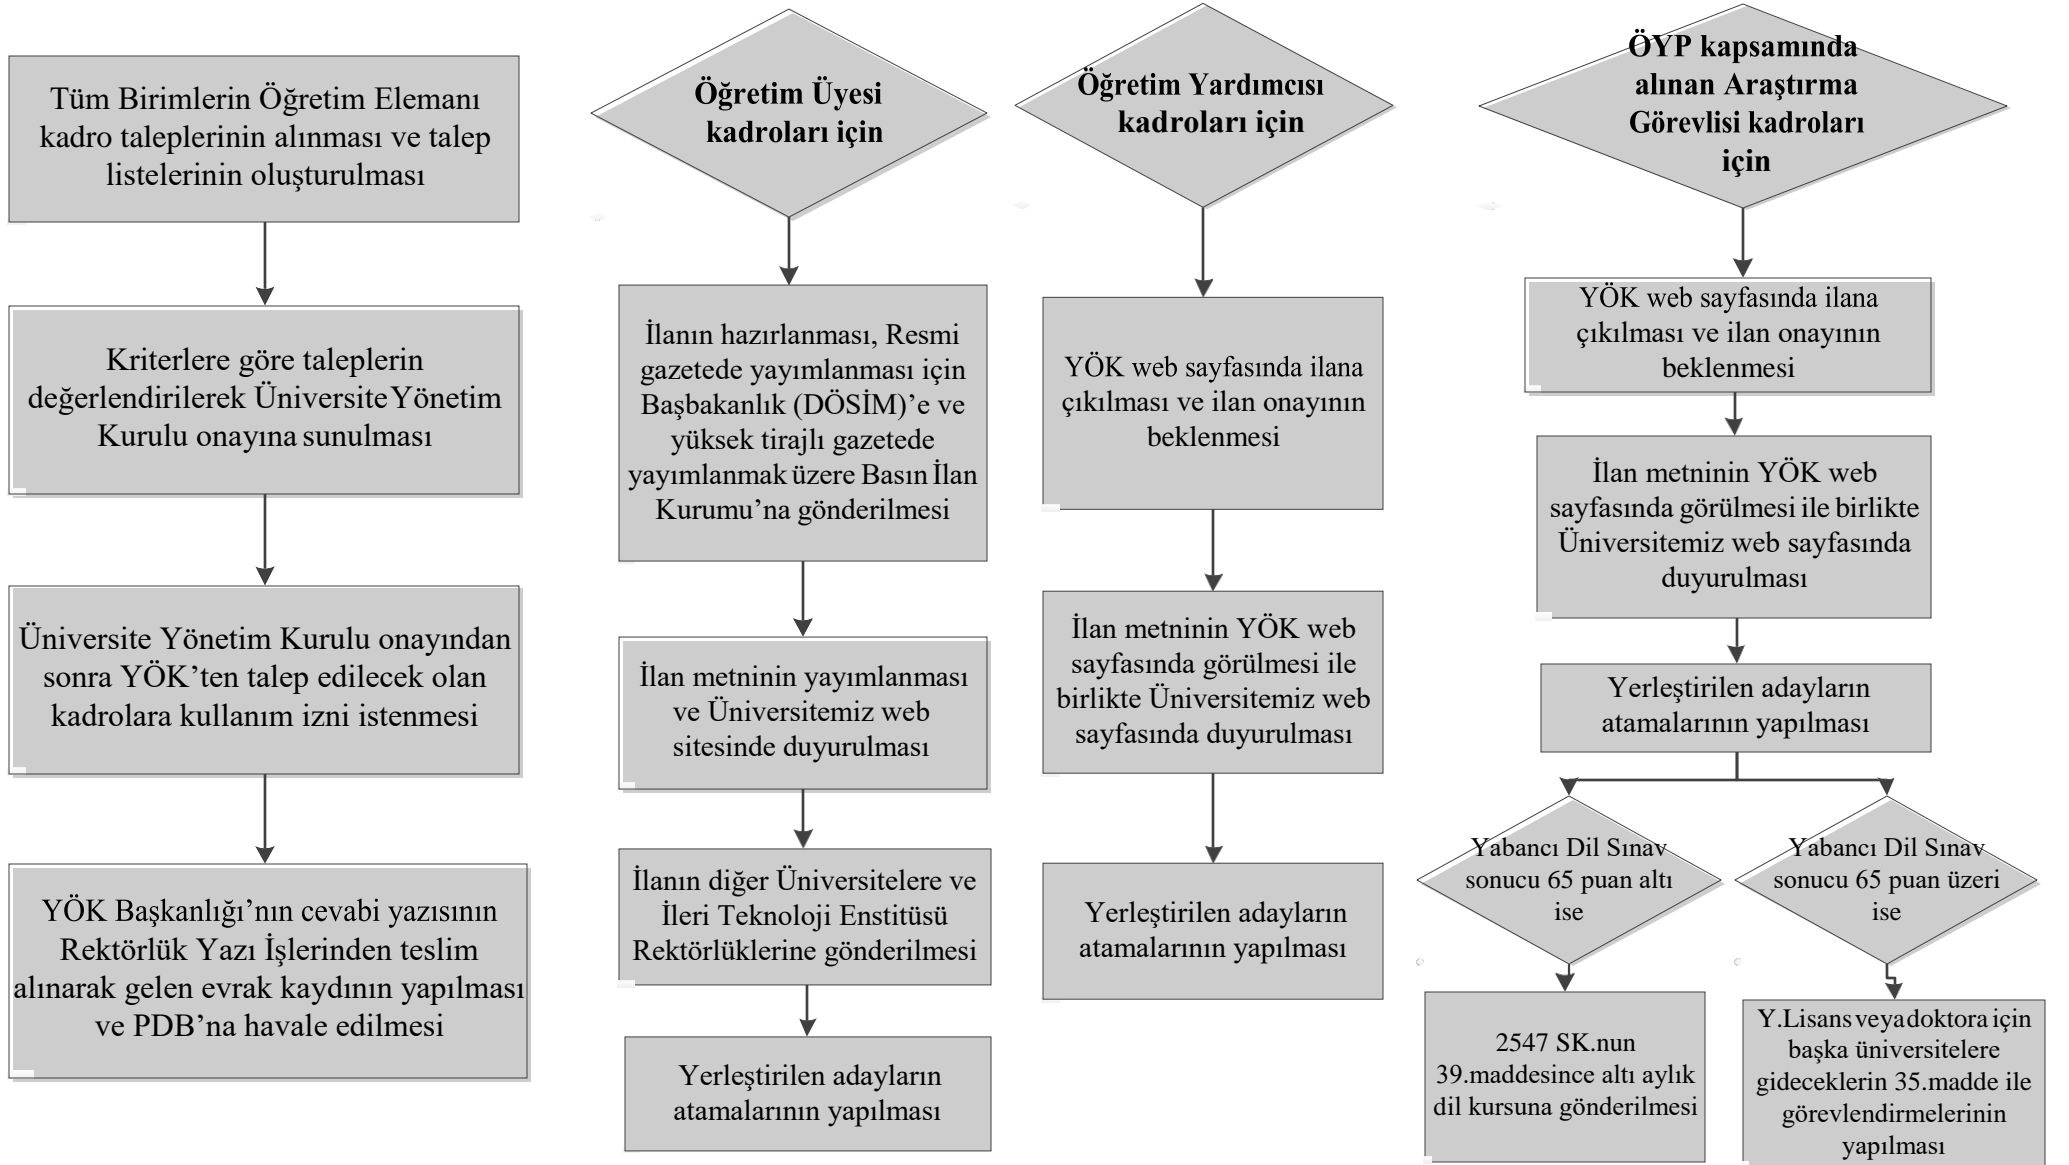 Tüm Birimlerin Öğretim Elemanı
kadro taleplerinin alınması ve talep
listelerinin oluşturulması
Kriterlere göre taleplerin
değerlendirilerek Üniversite Yönetim
Kurulu onayına sunulması
Üniversite Yönetim Kurulu onayından
sonra YÖK’ten talep edilecek olan
kadrolara kullanım izni istenmesi
YÖK Başkanlığı’nın cevabi yazısının
Rektörlük Yazı İşlerinden teslim
alınarak gelen evrak kaydının yapılması
ve PDB’na havale edilmesi
Öğretim Üyesi
kadroları için
İlanın hazırlanması, Resmi
gazetede yayımlanması için
Başbakanlık (DÖSİM)’e ve
yüksek tirajlı gazetede
yayımlanmak üzere Basın İlan
Kurumu’na gönderilmesi
İlan metninin yayımlanması
ve Üniversitemiz web
sitesinde duyurulması
İlanın diğer Üniversitelere ve
İleri Teknoloji Enstitüsü
Rektörlüklerine gönderilmesi
Yerleştirilen adayların
atamalarının yapılması
Öğretim Yardımcısı
kadroları için
YÖK web sayfasında ilana
çıkılması ve ilan onayının
beklenmesi
İlan metninin YÖK web
sayfasında görülmesi ile
birlikte Üniversitemiz web
sayfasında duyurulması
Yerleştirilen adayların
atamalarının yapılması
ÖYP kapsamında
alınan Araştırma
Görevlisi kadroları
için
YÖK web sayfasında ilana
çıkılması ve ilan onayının
beklenmesi
İlan metninin YÖK web
sayfasında görülmesi ile birlikte
Üniversitemiz web sayfasında
duyurulması
Yerleştirilen adayların
atamalarının yapılması
Yabancı Dil Sınav
sonucu 65 puan altı
ise
2547 SK.nun
39.maddesince altı aylık
dil kursuna gönderilmesi
Yabancı Dil Sınav
sonucu 65 puan üzeri
ise
Y.Lisans veya doktora için
başka üniversitelere
gideceklerin 35.madde ile
görevlendirmelerinin
yapılması